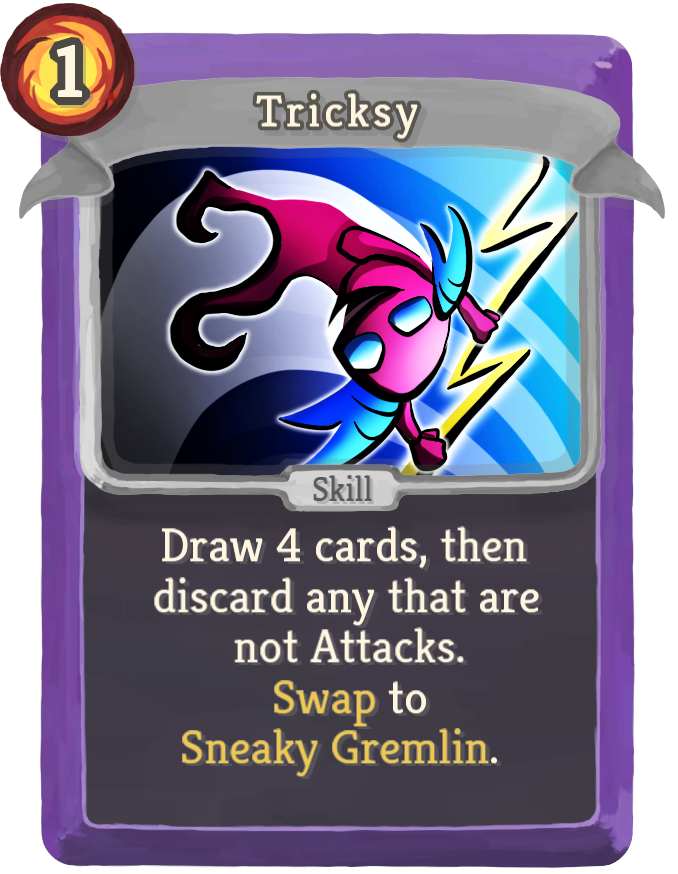 1
Tricksy
Skill
Draw 4 cards, then
discard any that are
not Attacks.
Swap to
Sneaky Gremlin.